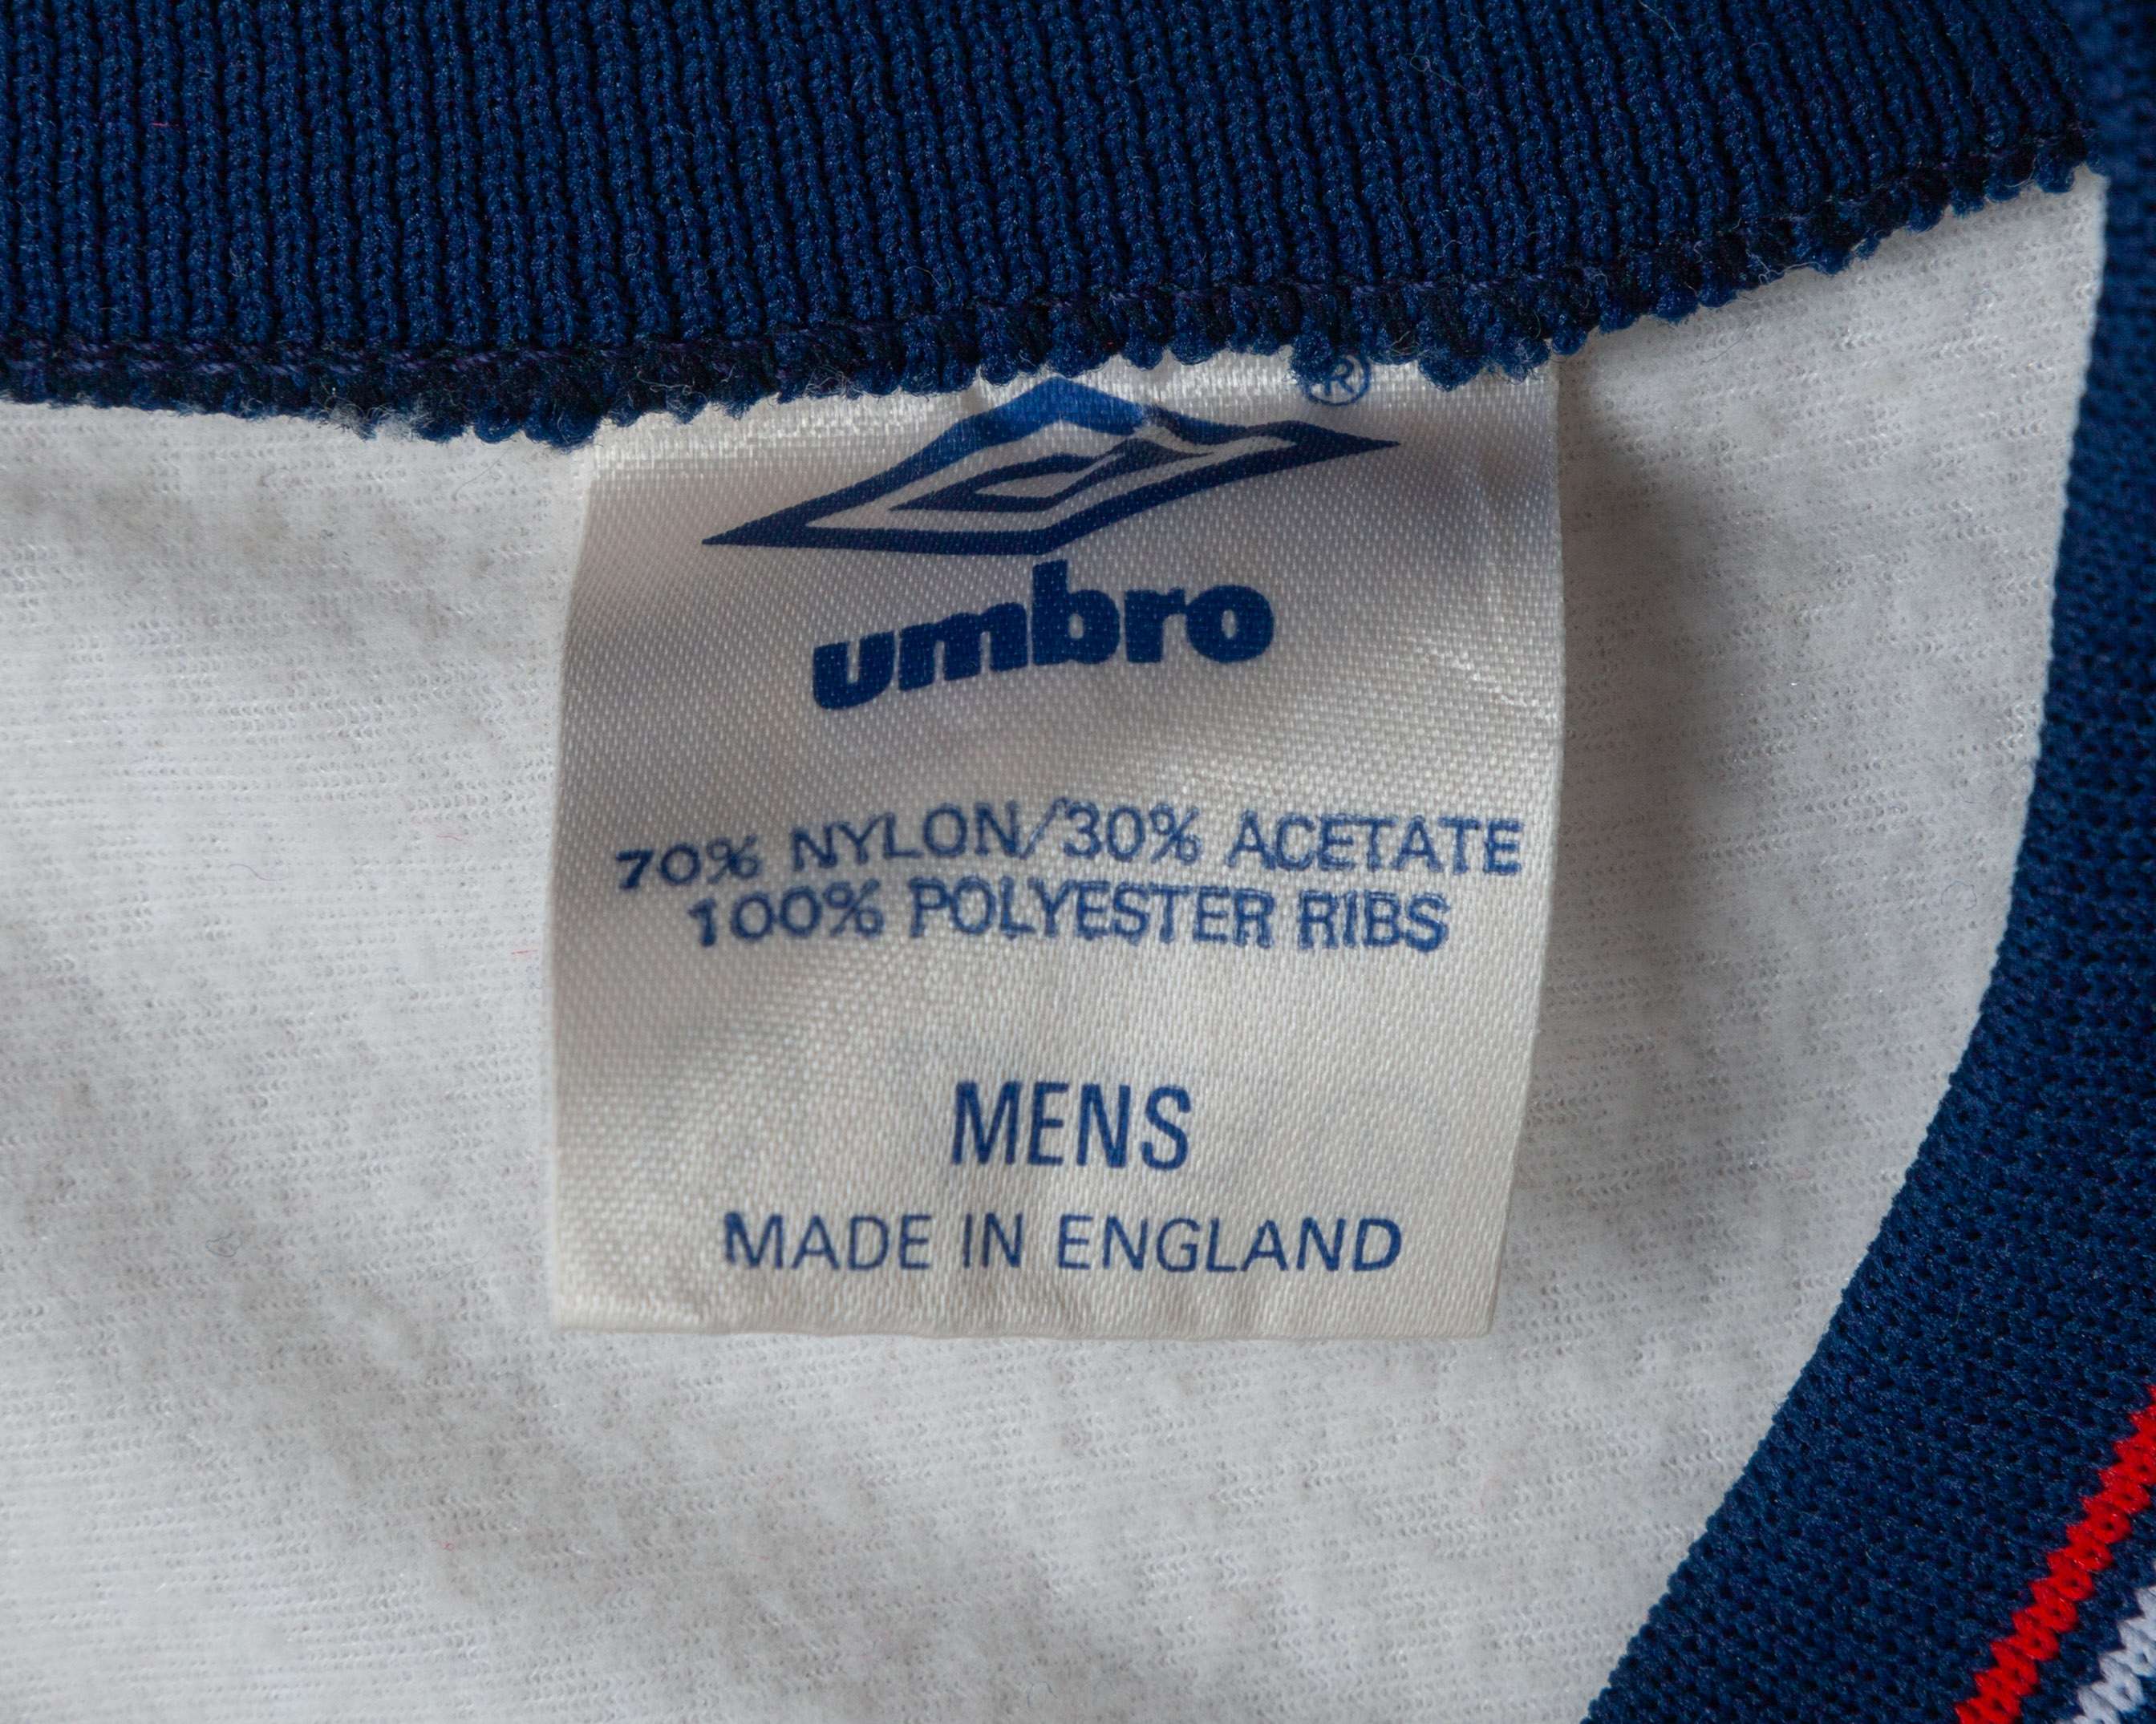 ®
umbro
70% NYLON/30% ACETATE
100% POLYESTER RIBS
MENS
MADE IN ENGLAND